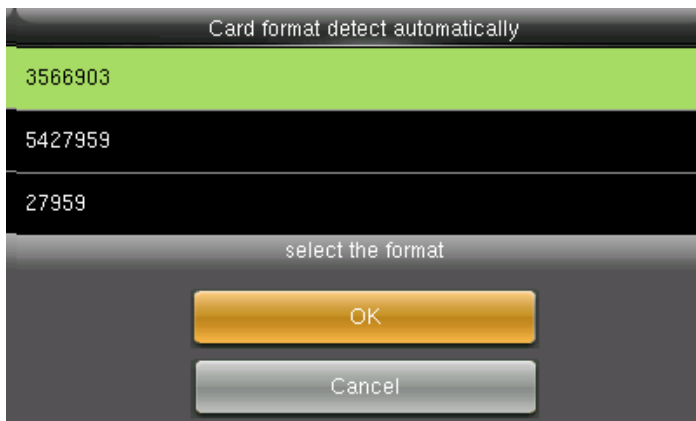 Card format detect automatically
3566903
5427959
27959
select the format
OK
Cancel